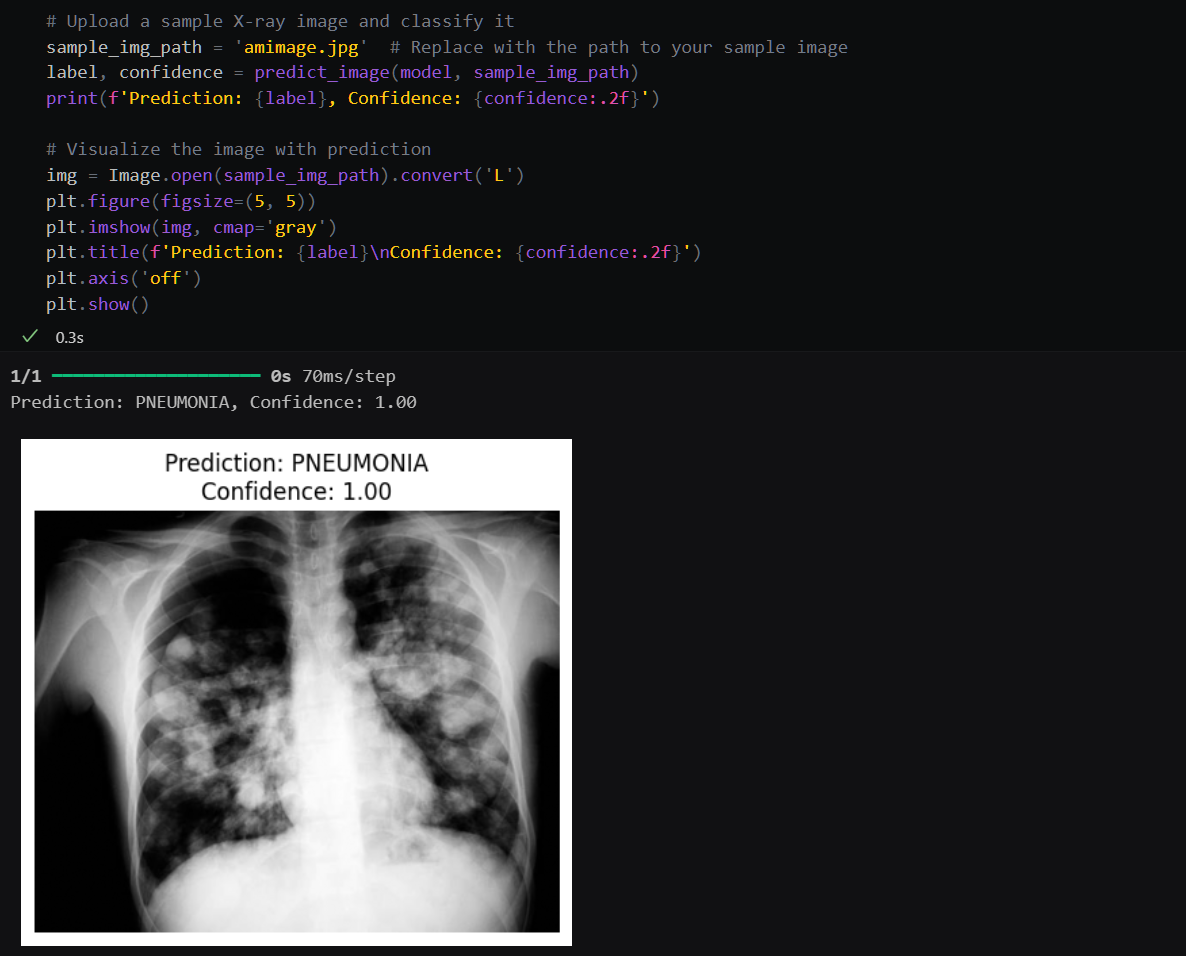 # Upload a sample X-ray image and classify it
sample_img_path = 'amimage.jpg'  # Replace with the path to your sample image
label, confidence = predict_image(model, sample_img_path)
print(f'Prediction: {label}, Confidence: {confidence:.2f}')
# Visualize the image with prediction
img = Image.open(sample_img_path).convert('L')
plt.figure(figsize=(5, 5))
plt.imshow(img, cmap='gray')
plt.title(f'Prediction: {label}\nConfidence: {confidence:.2f}')
plt.axis('off')
plt.show()
0.3s
1/1 0s 70ms/step
Prediction: PNEUMONIA, Confidence: 1.00
Prediction: PNEUMONIA
Confidence: 1.00